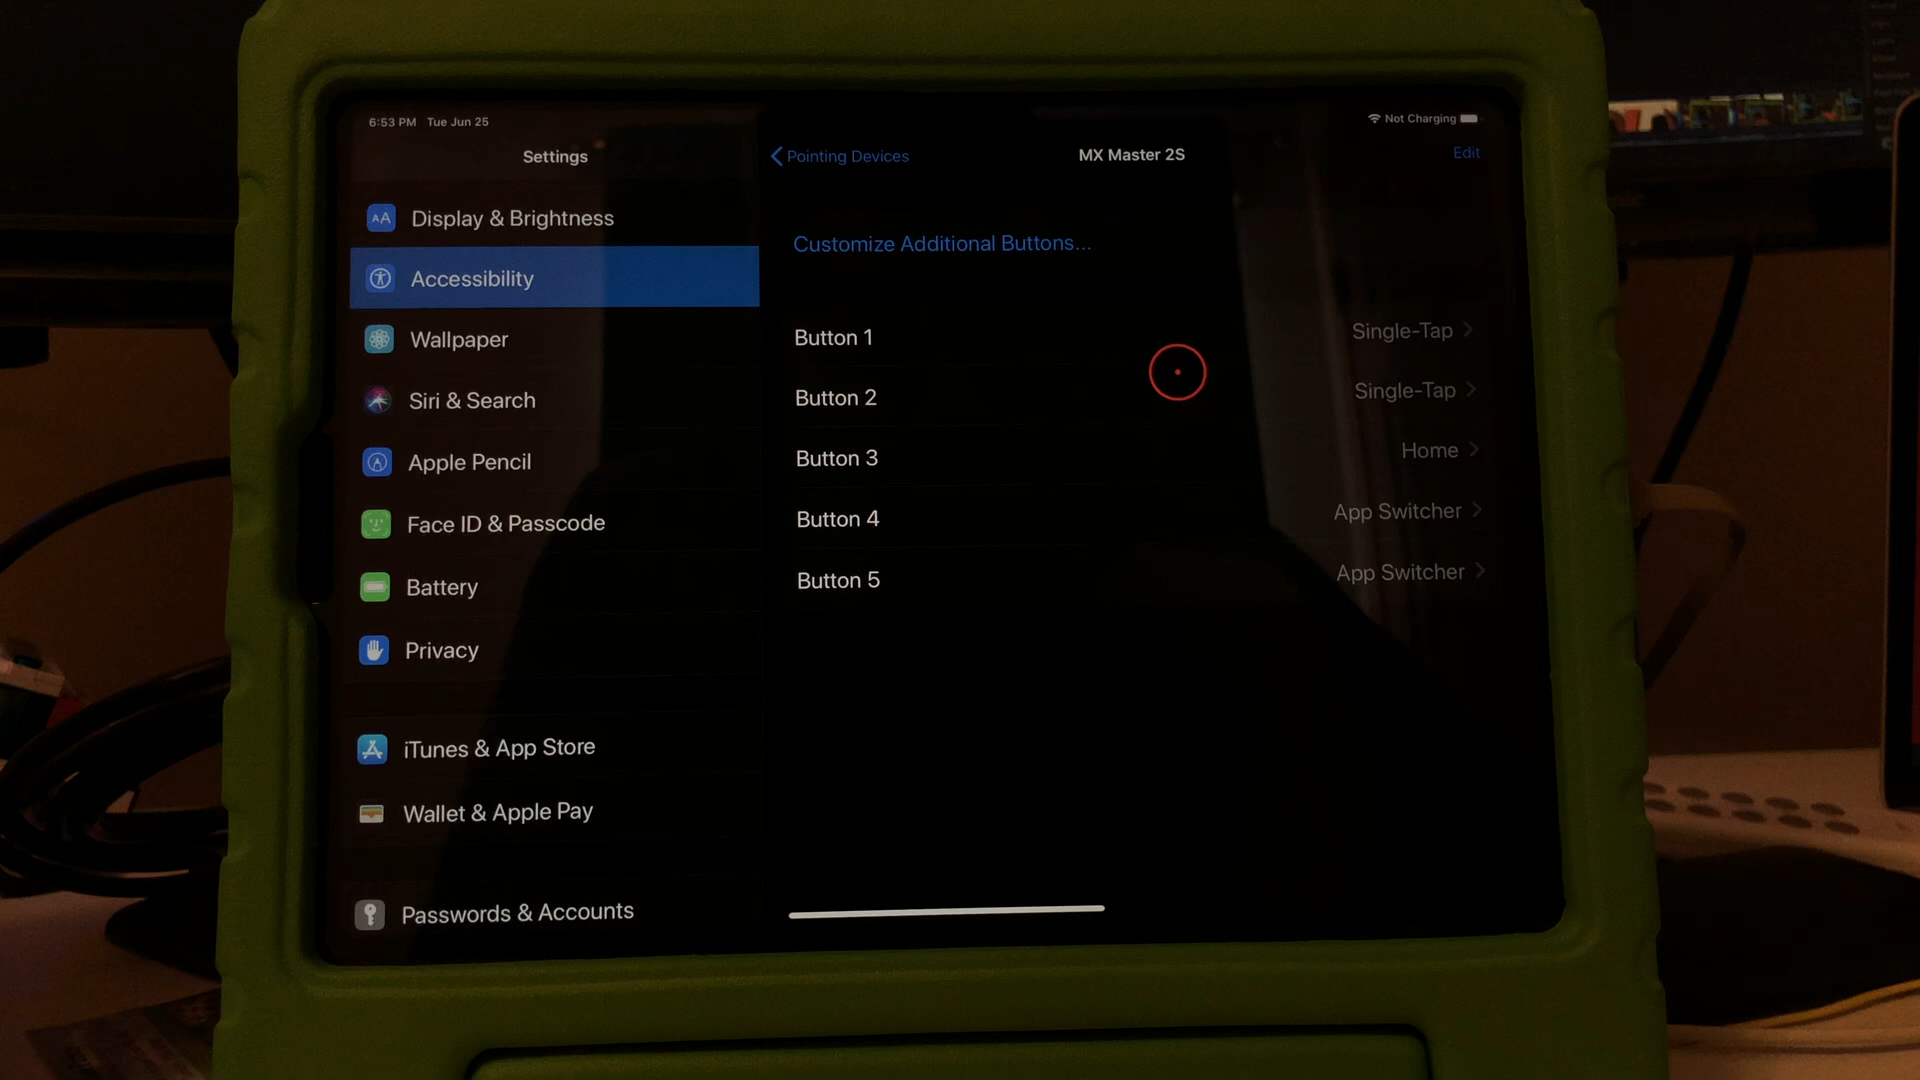 6:53 PM Tue Jun 25
Not Charging
Settings
Pointing Devices
MX Master 2S
Edit
Display & Brightness
Accessibility
Wallpaper
Siri & Search
Apple Pencil
Face ID & Passcode
Battery
Privacy
iTunes & App Store
Wallet & Apple Pay
Passwords & Accounts
Customize Additional Buttons...
Button 1 Single-Tap
Button 2 Single-Tap
Button 3 Home
Button 4 App Switcher
Button 5 App Switcher